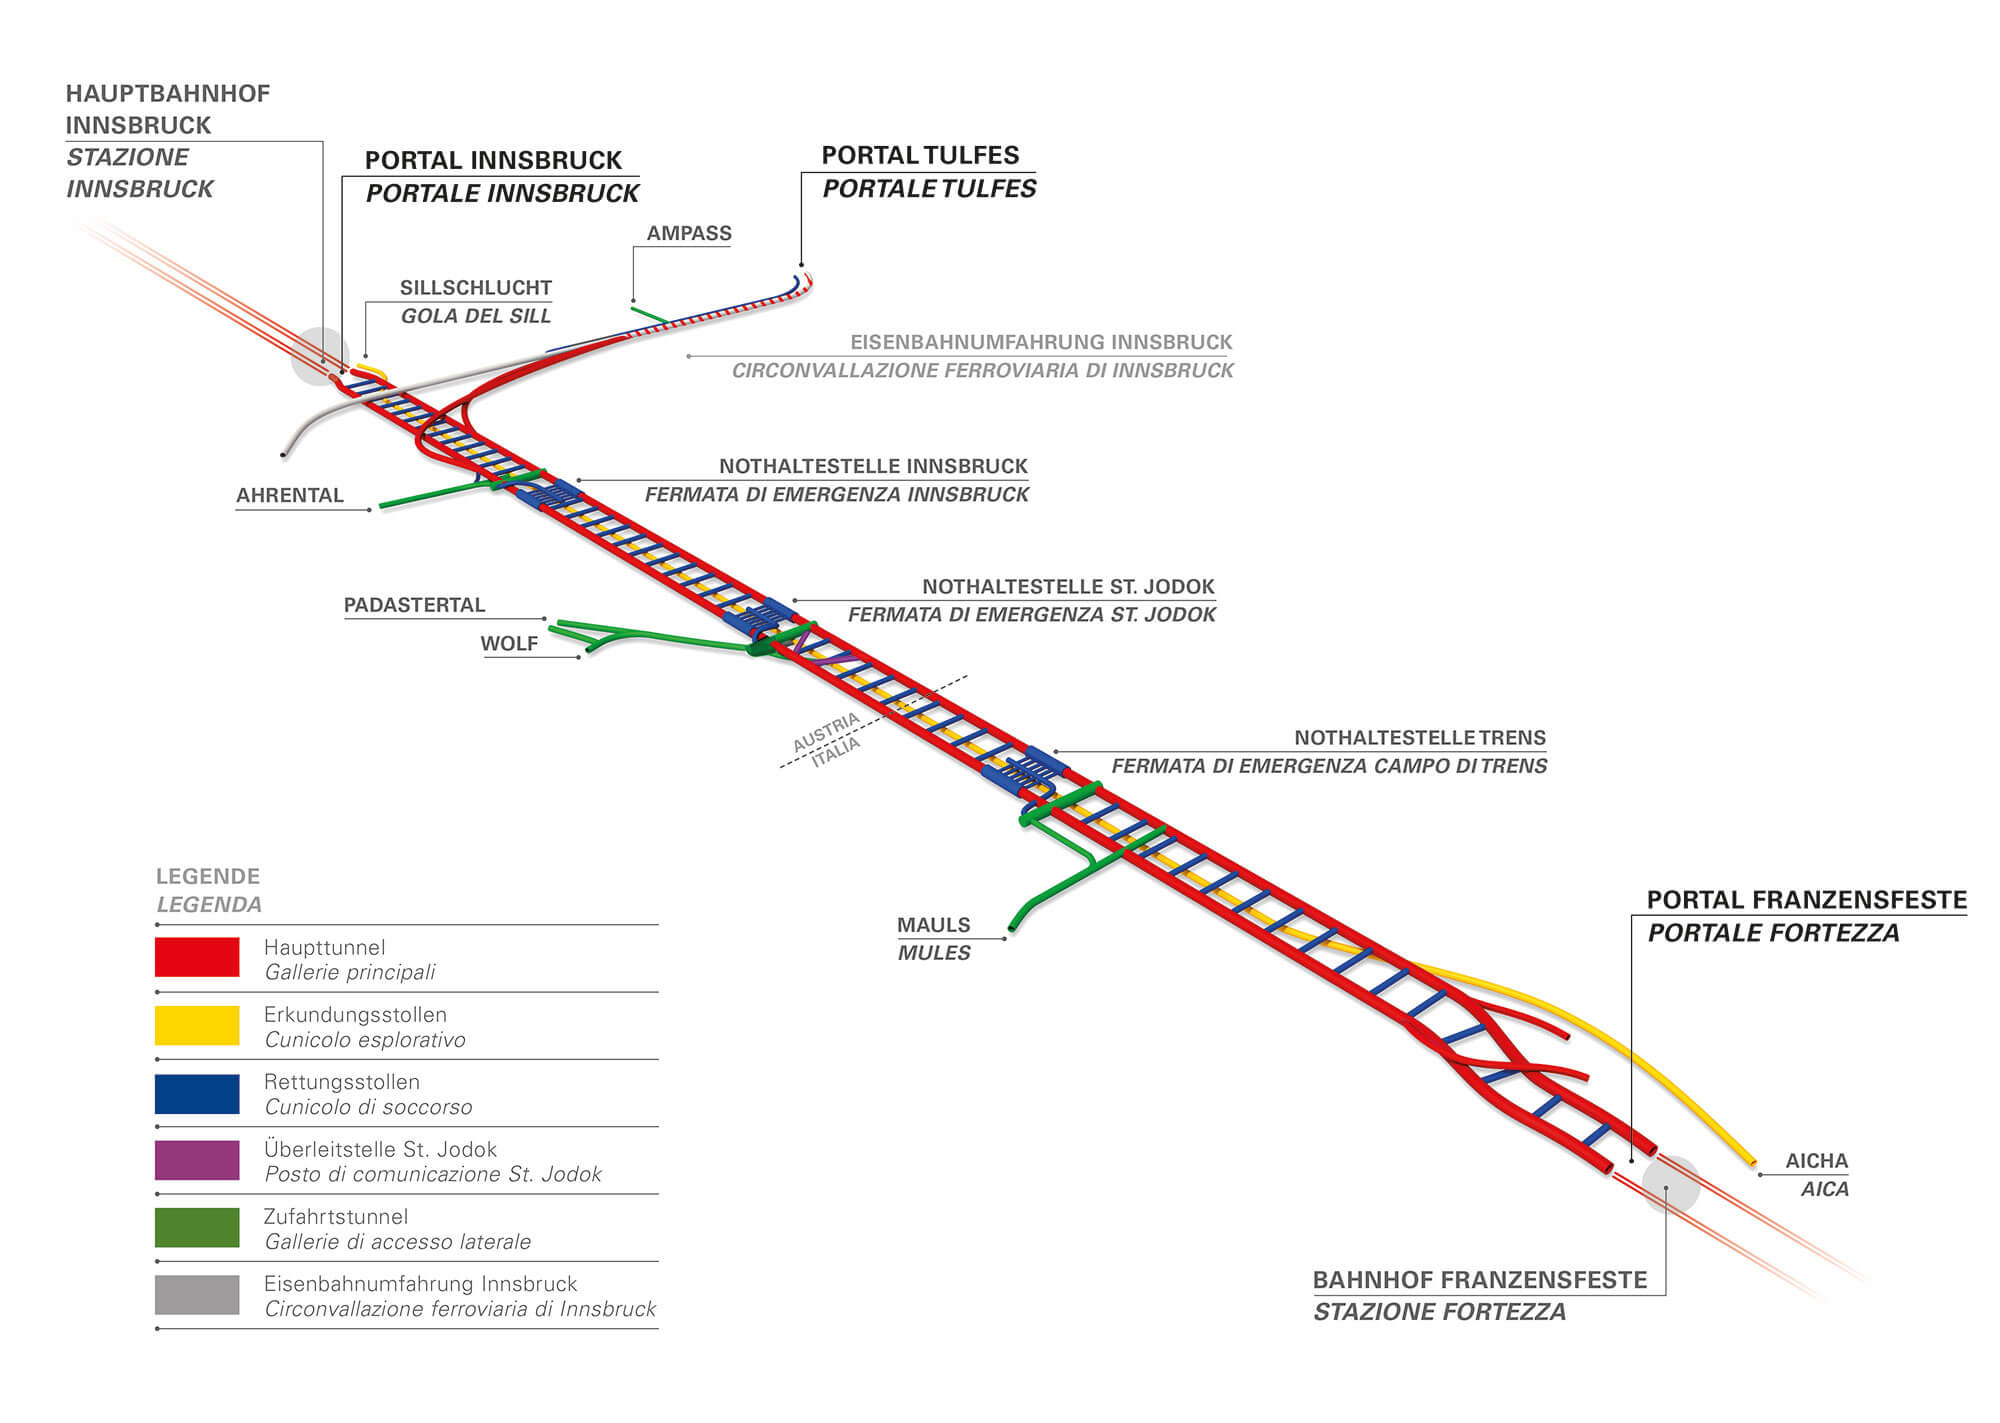 HAUPTBAHNHOF
INNSBRUCK
STAZIONE
INNSBRUCK
PORTAL INNSBRUCK
PORTALE INNSBRUCK
PORTAL TULFES
PORTALE TULFES
AMPASS
SILLSCHLUCHT
GOLA DEL SILL
EISENBAHNUMFAHRUNG INNSBRUCK
CIRCONVALLAZIONE FERROVIARIA DI INNSBRUCK
NOTHALTESTELLE INNSBRUCK
FERMATA DI EMERGENZA INNSBRUCK
AHRENTAL
NOTHALTESTELLE ST. JODOK
FERMATA DI EMERGENZA ST. JODOK
PADASTERTAL
WOLF
AUSTRIA
ITALIA
NOTHALTESTELLE TRENS
FERMATA DI EMERGENZA CAMPO DI TRENS
MAULS
MULES
PORTAL FRANZENSFESTE
PORTALE FORTEZZA
AICHA
AICA
BAHNHOF FRANZENSFESTE
STAZIONE FORTEZZA
LEGENDE
LEGENDA
Haupttunnel
Gallerie principali
Erkundungsstollen
Cunicolo esplorativo
Rettungsstollen
Cunicolo di soccorso
Überleitstelle St. Jodok
Posto di comunicazione St. Jodok
Zufahrtstunnel
Gallerie di accesso laterale
Eisenbahnumfahrung Innsbruck
Circonvallazione ferroviaria di Innsbruck